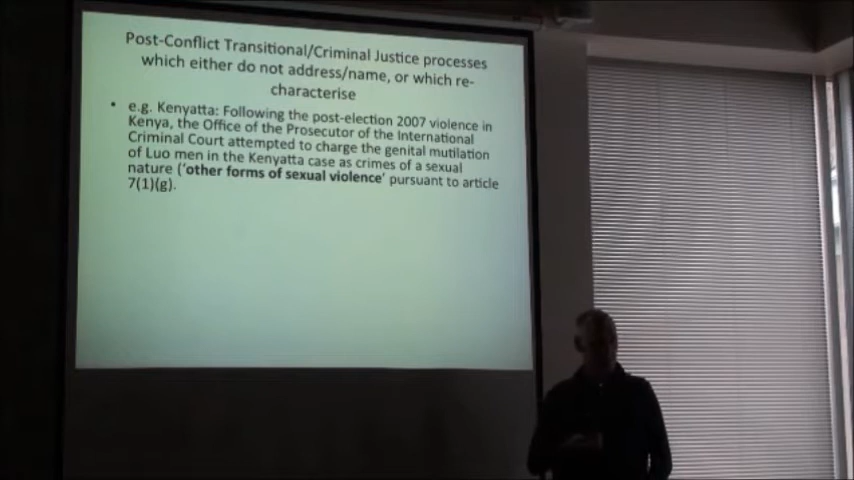 Post-Conflict Transitional/Criminal Justice processes
which either do not address/name, or which re-
characterise
• e.g. Kenyatta: Following the post-election 2007 violence in
Kenya, the Office of the Prosecutor of the International
Criminal Court attempted to charge the genital mutilation
of Luo men in the Kenyatta case as crimes of a sexual
nature ('other forms of sexual violence' pursuant to article
7(1)(g).